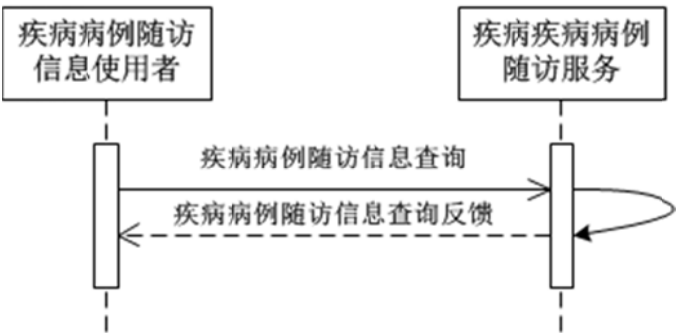 疾病病例随访
信息使用者
疾病疾病病例
随访服务
疾病病例随访信息查询
疾病病例随访信息查询反馈